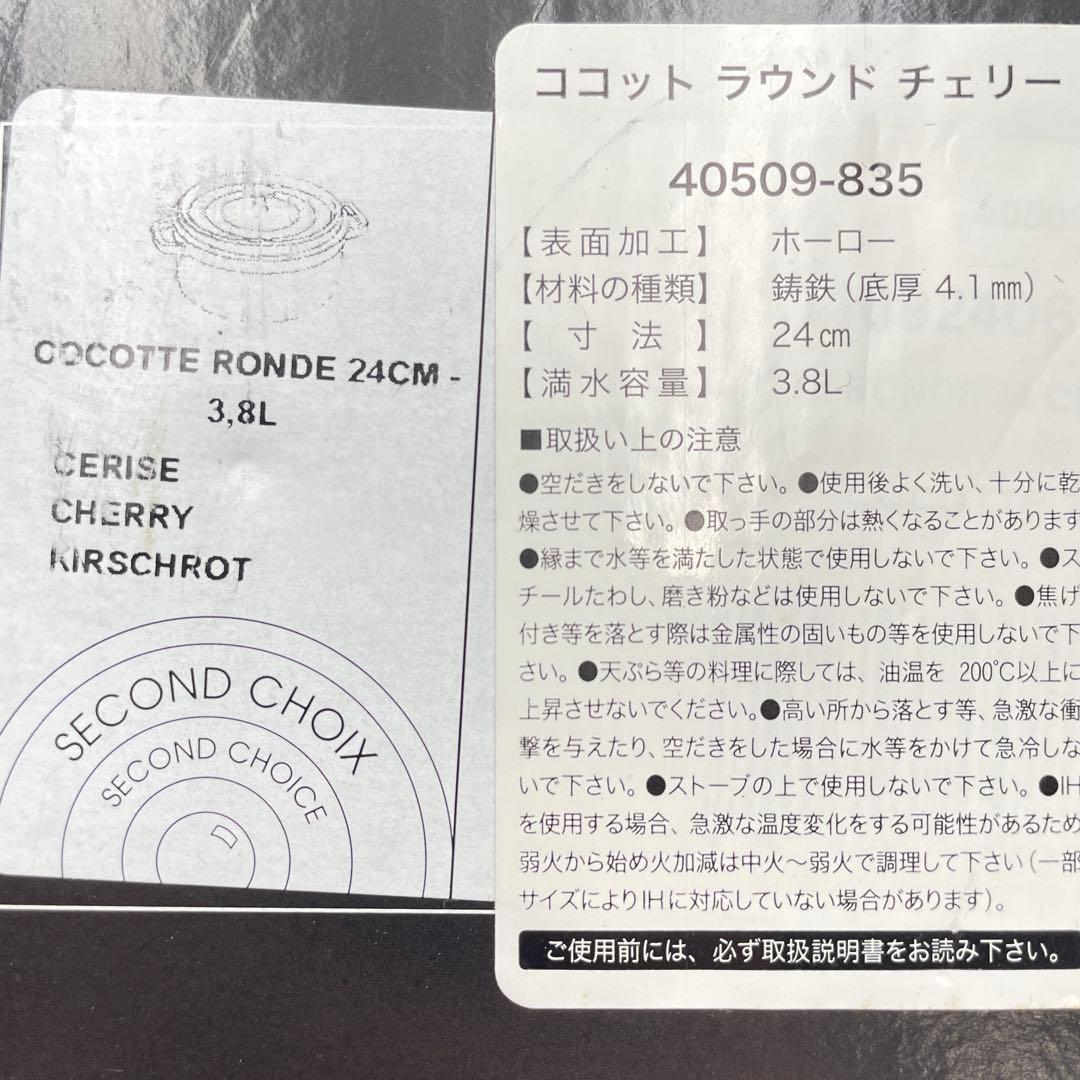 COCOTTE RONDE 24CM -
3,8L
CERISE
CHERRY
KIRSCHROT
SECOND CHOIX
SECOND CHOICE
ココット ラウンド チェリー
40509-835
【表面加工】 ホーロー
【材料の種類】 鋳鉄(底厚 4.1㎜)
【 寸 法 】 24㎝
【満水容量】 3.8L
■取扱い上の注意
●空だきをしないで下さい。●使用後よく洗い、十分に乾
燥させて下さい。●取っ手の部分は熱くなることがあります
●縁まで水等を満たした状態で使用しないで下さい。●ス
チールたわし、磨き粉などは使用しないで下さい。●焦げ
付き等を落とす際は金属性の固いもの等を使用しないで下
さい。●天ぷら等の料理に際しては、油温を 200℃以上に
上昇させないでください。●高い所から落とす等、急激な衝
撃を与えたり、空だきをした場合に水等をかけて急冷しな
いで下さい。●ストーブの上で使用しないで下さい。●IH
を使用する場合、急激な温度変化をする可能性があるため
弱火から始め火加減は中火〜弱火で調理して下さい(一部
サイズによりIHに対応していない場合があります)。
ご使用前には、必ず取扱説明書をお読み下さい。